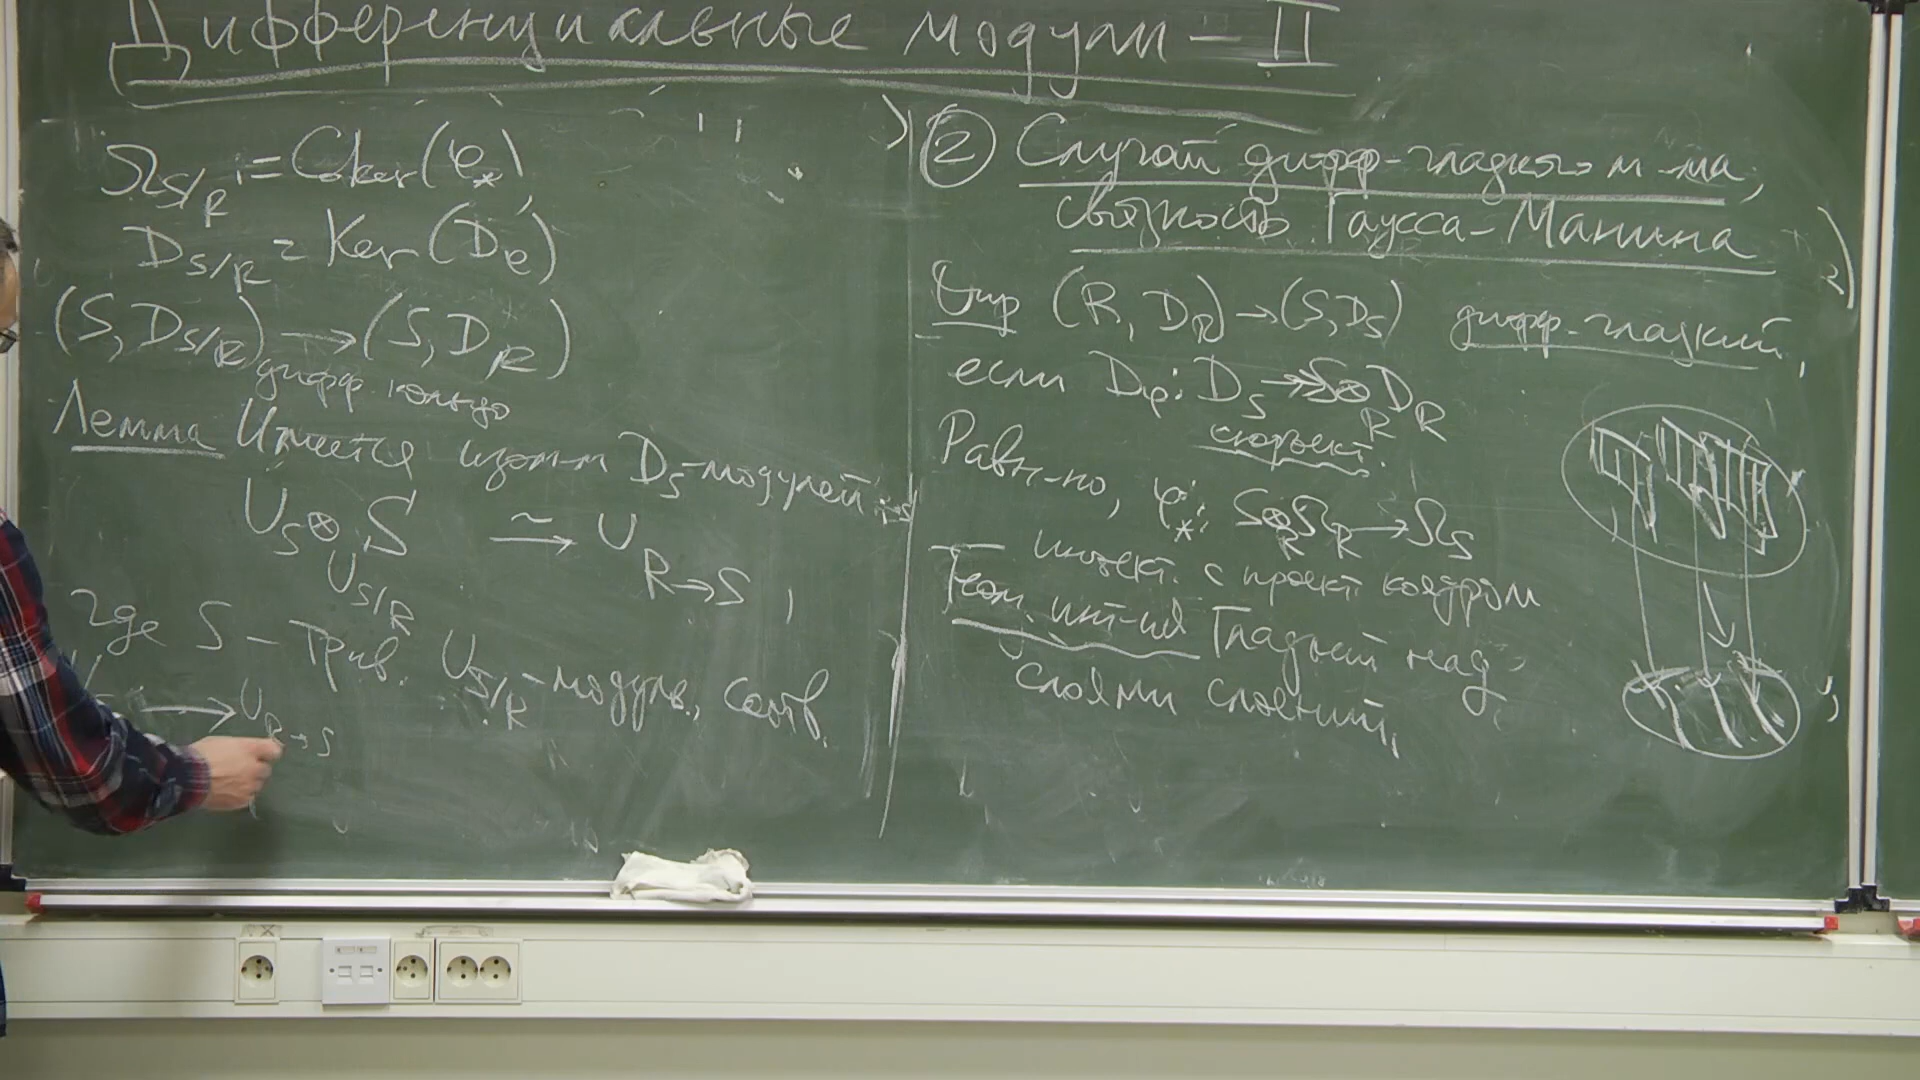 Дифференциальные модули – II
Ω_{S/R} := Coker(φ_*),
D_{S/R} = Ker(D_φ)
(S, D_{S/R}) → (S, D_R)
дифф. кольцо
Лемма Имеется изом-м D_S-модулей:
U_S ⊗_{U_{S/R}} S ≃→ U_{R→S},
где S – трив. U_{S/R}-модуль, соотв.
→ U_{R→S}
② Случай дифф-гладкого м-ма,
связность Гаусса-Манина
Опр (R, D_R) → (S, D_S) дифф-гладкий,
если D_φ: D_S ↠ S ⊗_R D_R
сюръект.
Равн-но, φ_*: S ⊗_R Ω_R → Ω_S
инъект. с проект коядром
Геом. инт-ия Гладкий над
слоями слоений,